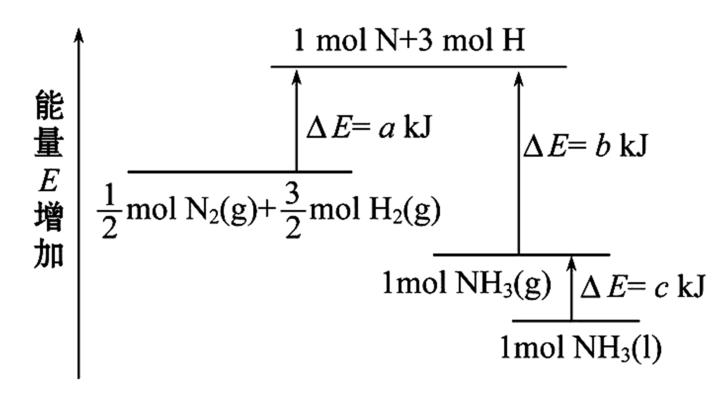 能量E增加
1 mol N+3 mol H
ΔE= a kJ
ΔE= b kJ
1/2 mol N₂(g)+3/2 mol H₂(g)
1mol NH₃(g)
ΔE= c kJ
1mol NH₃(l)